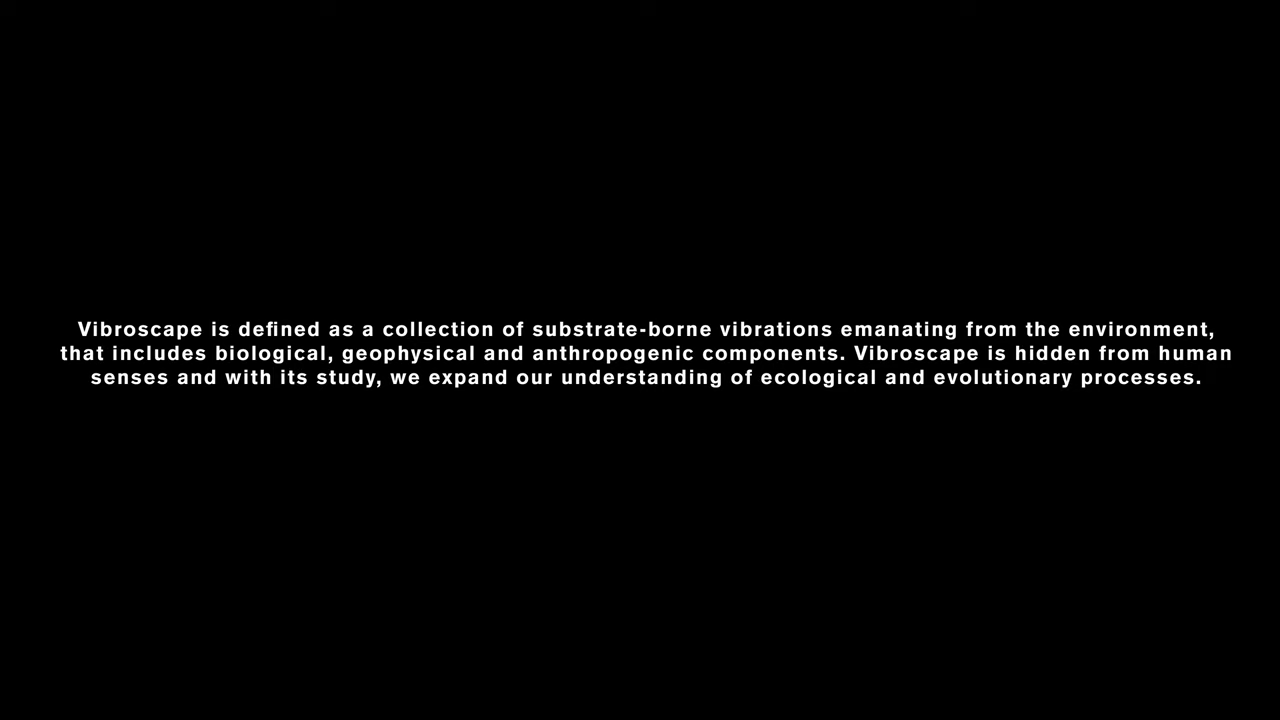 Vibroscape is defined as a collection of substrate-borne vibrations emanating from the environment,
that includes biological, geophysical and anthropogenic components. Vibroscape is hidden from human
senses and with its study, we expand our understanding of ecological and evolutionary processes.